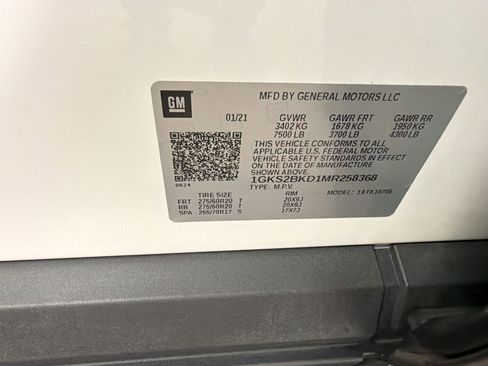 GM
MFD BY GENERAL MOTORS LLC
01/21 GVWR GAWR FRT GAWR RR
3402 KG 1678 KG 1950 KG
7500 LB 3700 LB 4300 LB
THIS VEHICLE CONFORMS TO ALL
APPLICABLE U.S. FEDERAL MOTOR
VEHICLE SAFETY STANDARDS IN EFFECT
ON THE DATE OF MANUFACTURE SHOWN ABOVE.
1GKS2BKD1MR258368
8624 TYPE: M.P.V. MODEL: 1GTK10706
TIRE SIZE RIM
FRT 275/60R20 T 20X9J
RR 275/60R20 T 20X9J
SPA 265/70R17 S 17X7J